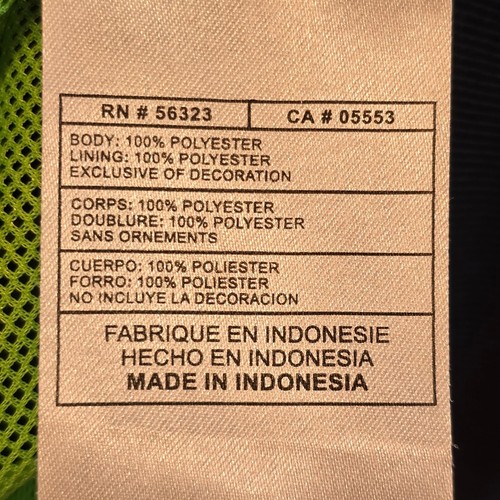 RN # 56323 CA # 05553
BODY: 100% POLYESTER
LINING: 100% POLYESTER
EXCLUSIVE OF DECORATION
CORPS: 100% POLYESTER
DOUBLURE: 100% POLYESTER
SANS ORNEMENTS
CUERPO: 100% POLIESTER
FORRO: 100% POLIESTER
NO INCLUYE LA DECORACION
FABRIQUE EN INDONESIE
HECHO EN INDONESIA
MADE IN INDONESIA